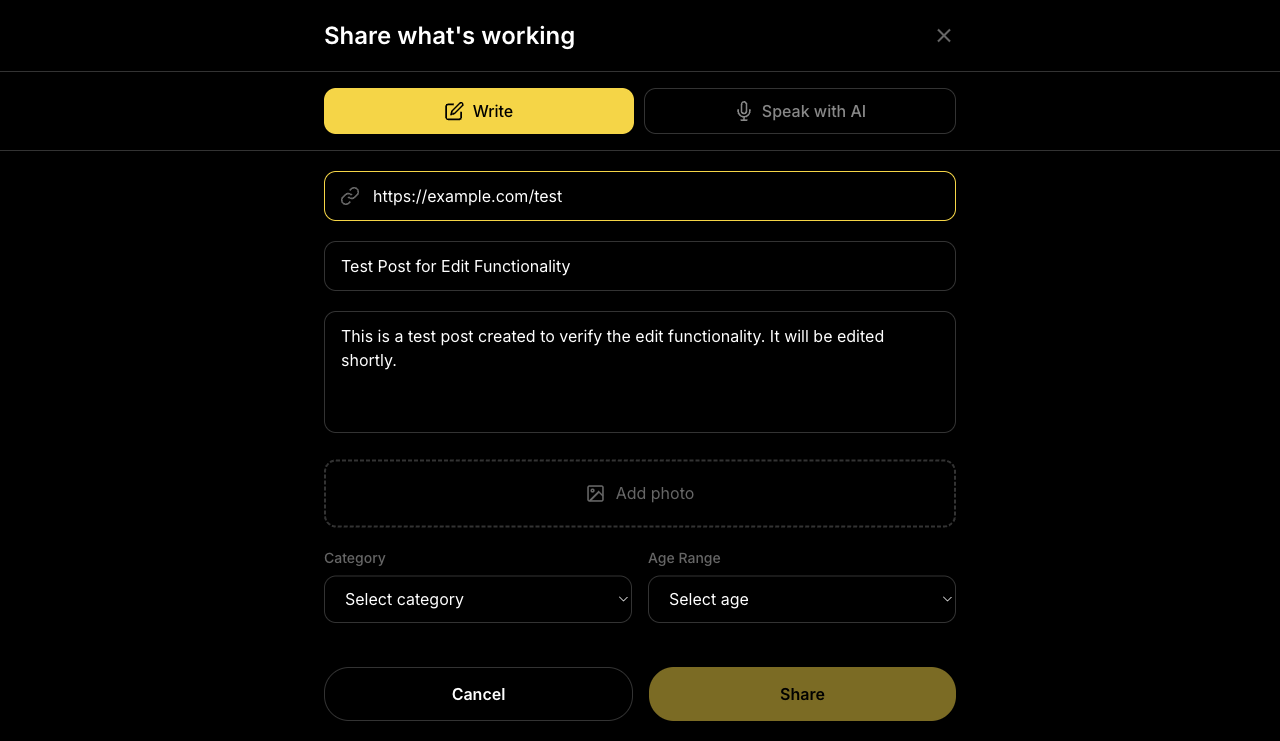 Share what's working
Write
Speak with AI
https://example.com/test
Test Post for Edit Functionality
This is a test post created to verify the edit functionality. It will be edited
shortly.
Add photo
Category
Age Range
Select category
Select age
Cancel
Share